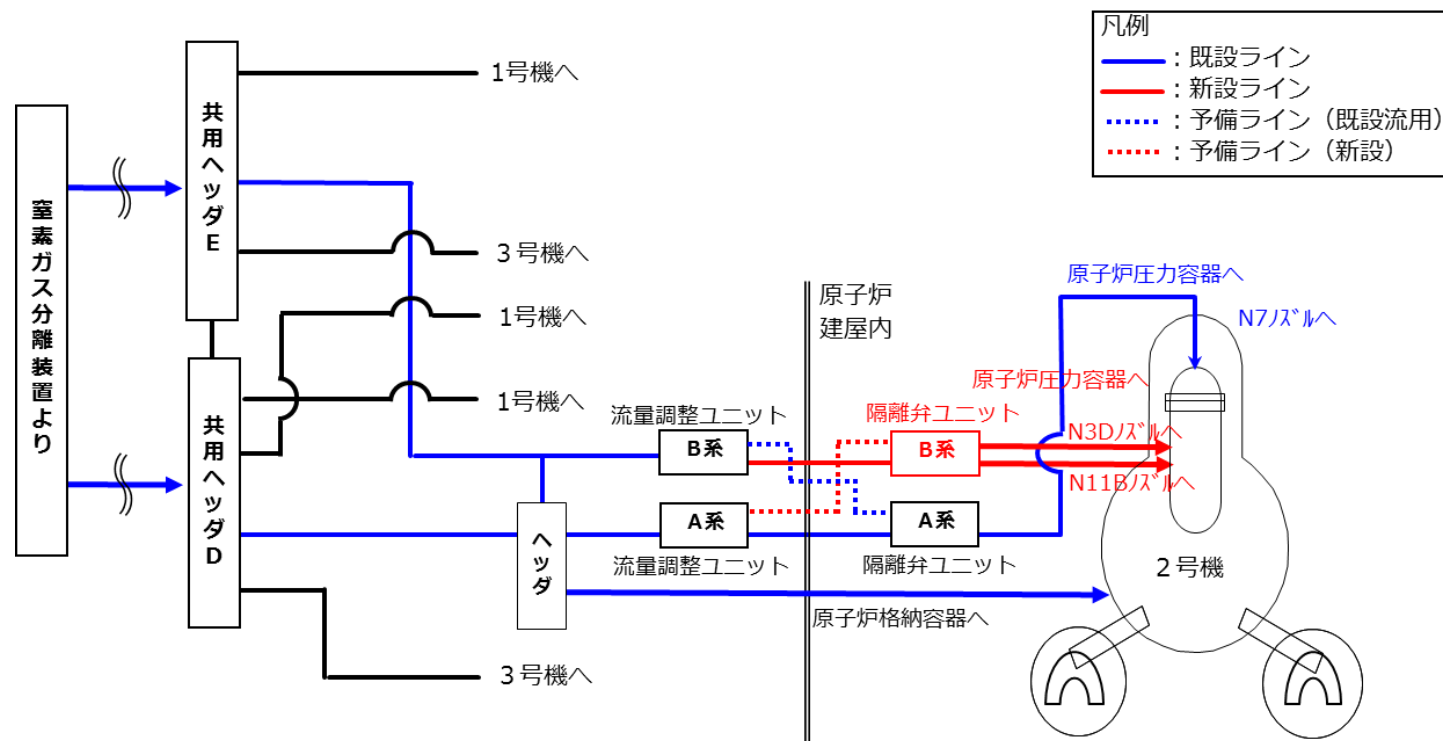 凡例
：既設ライン
：新設ライン
：予備ライン（既設流用）
：予備ライン（新設）
窒素ガス分離装置より
共用ヘッダE
共用ヘッダD
1号機へ
３号機へ
1号機へ
1号機へ
３号機へ
流量調整ユニット
B系
A系
流量調整ユニット
ヘッダ
原子炉
建屋内
原子炉圧力容器へ
N7ﾉｽﾞﾙへ
原子炉圧力容器へ
隔離弁ユニット
B系
N3Dﾉｽﾞﾙへ
N11Bﾉｽﾞﾙへ
A系
隔離弁ユニット
原子炉格納容器へ
２号機